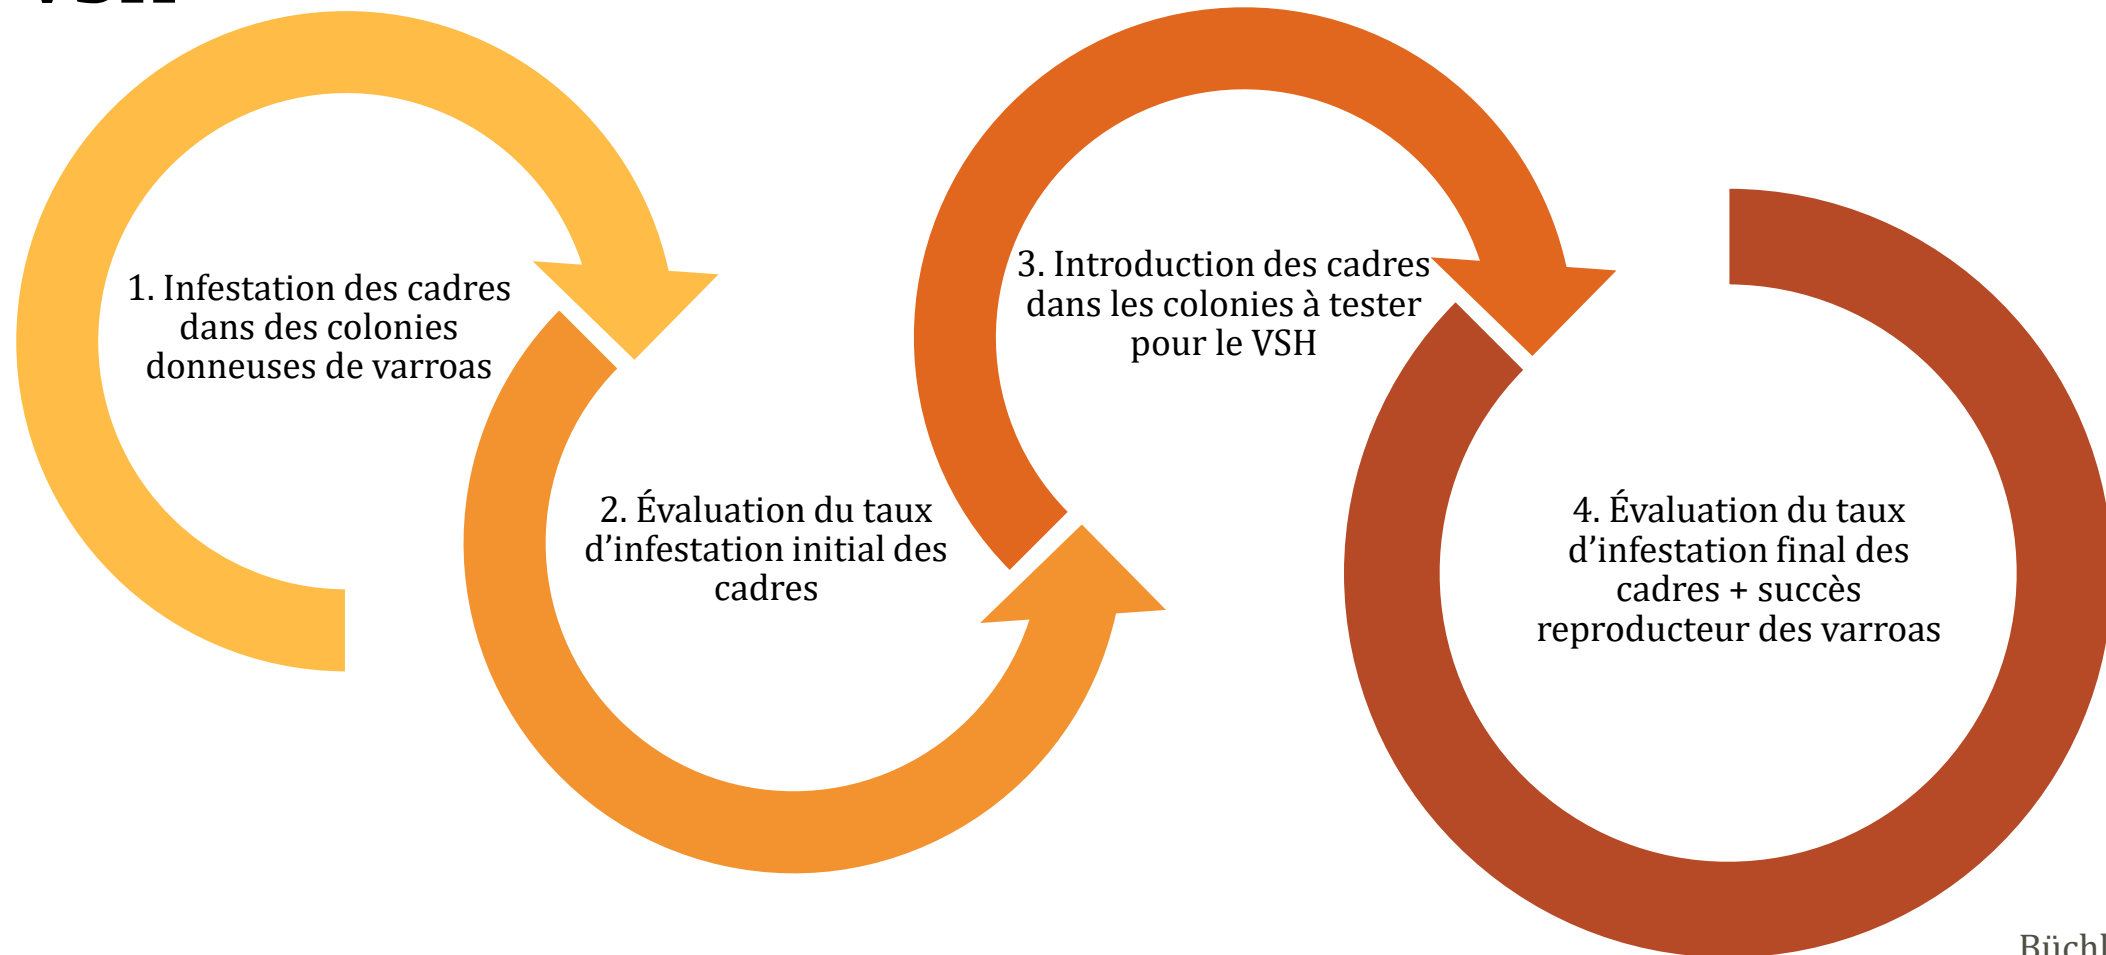 VSH
1. Infestation des cadres
dans des colonies
donneuses de varroas
2. Évaluation du taux
d’infestation initial des
cadres
3. Introduction des cadres
dans les colonies à tester
pour le VSH
4. Évaluation du taux
d’infestation final des
cadres + succès
reproducteur des varroas